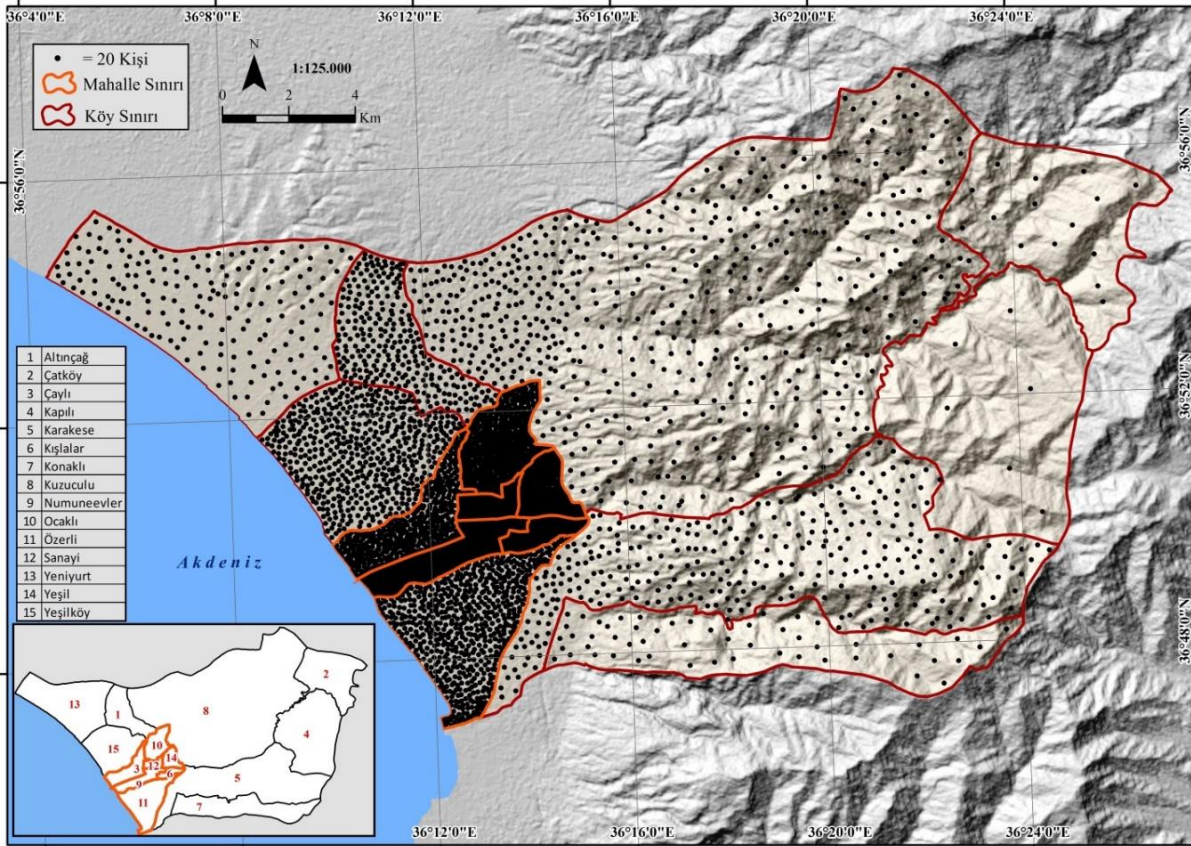 36°4'0"E 36°8'0"E 36°12'0"E 36°16'0"E 36°20'0"E 36°24'0"E
= 20 Kişi
Mahalle Sınırı
Köy Sınırı
N
1:125.000
0 2 4
Km
36°56'0"N 36°56'0"N
36°52'0"N
36°48'0"N
1 Altınçağ
2 Çatköy
3 Çaylı
4 Kapılı
5 Karakese
6 Kışlalar
7 Konaklı
8 Kuzuculu
9 Numuneevler
10 Ocaklı
11 Özerli
12 Sanayi
13 Yeniyurt
14 Yeşil
15 Yeşilköy
Akdeniz
2
13
1
8
4
15
10
14
3
12
6
9
5
11
7
36°12'0"E 36°16'0"E 36°20'0"E 36°24'0"E